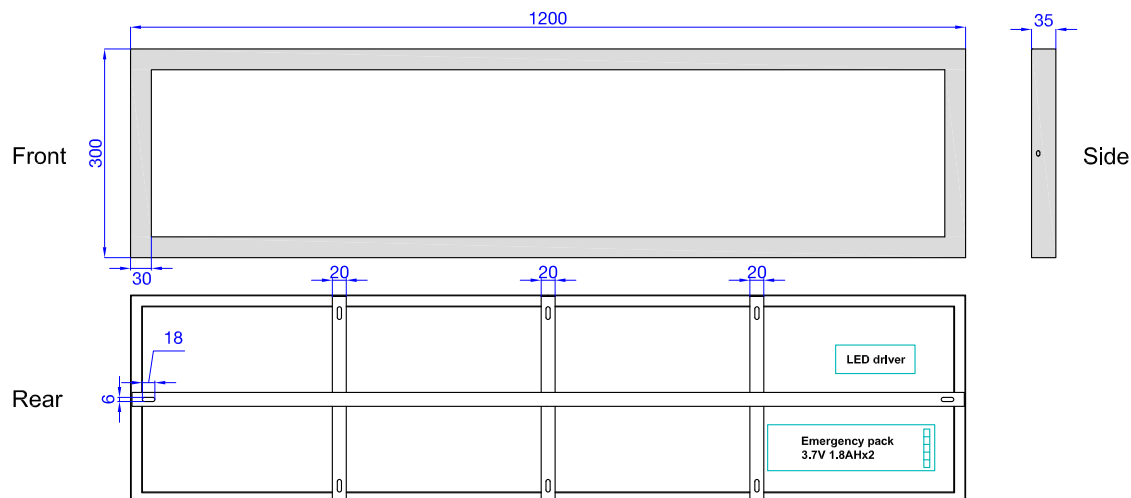 1200
35
Front
300
Side
30
20
20
20
18
LED driver
Rear
6
Emergency pack
3.7V 1.8AHx2